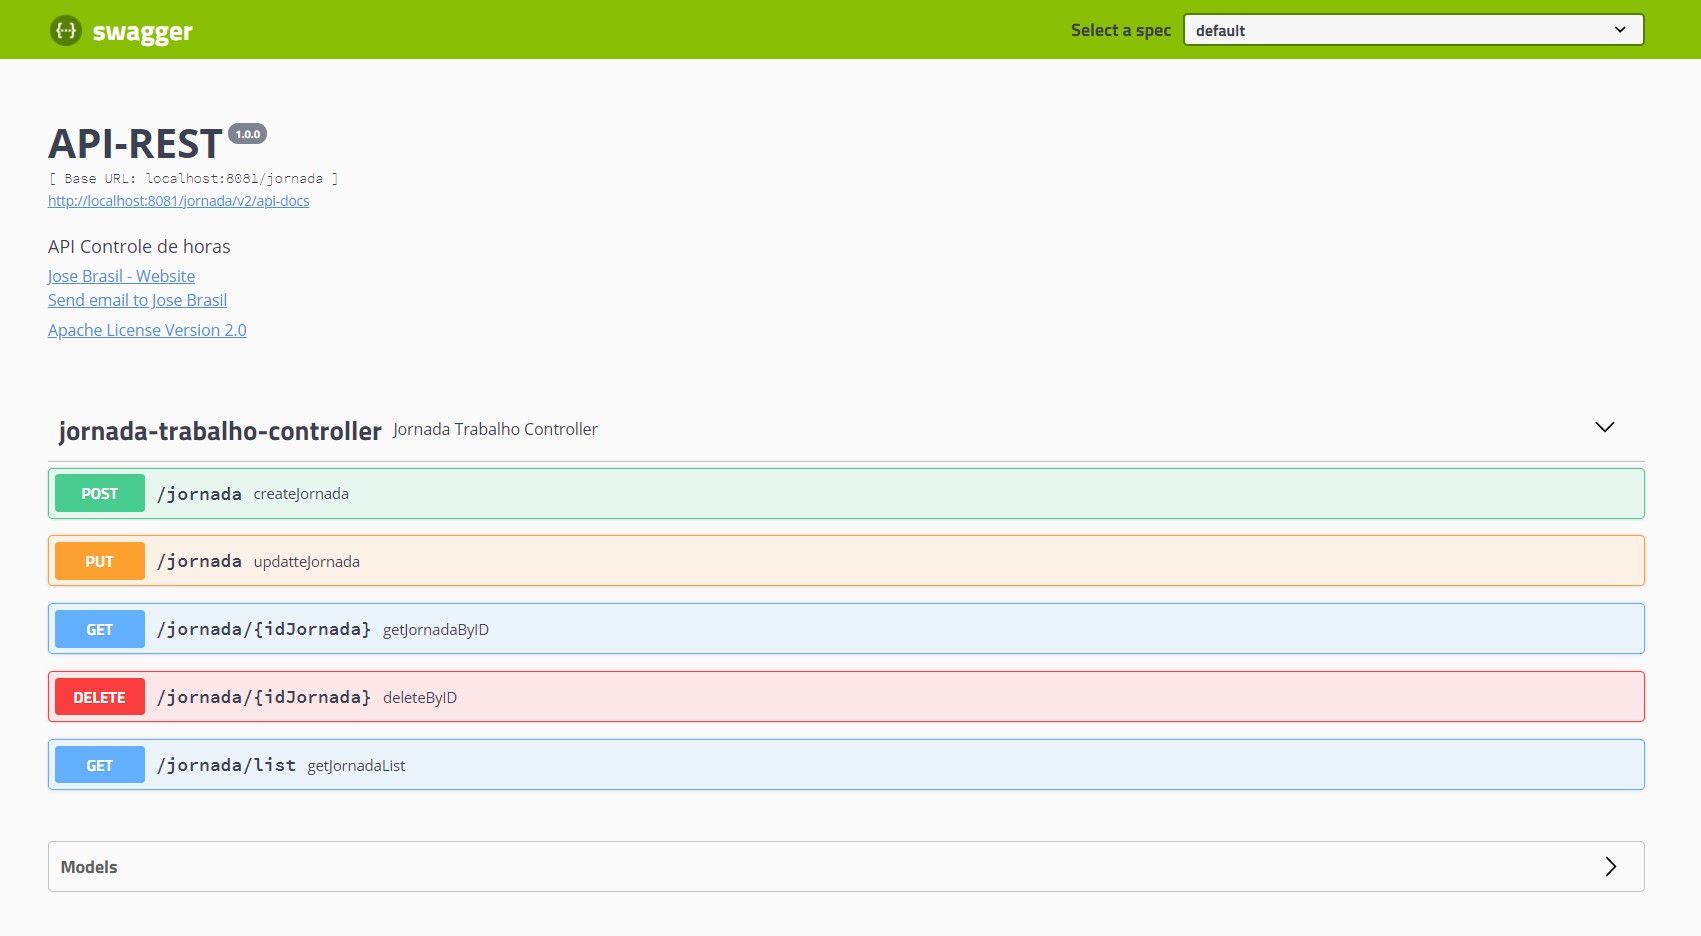 {···} swagger
Select a spec default
API-REST 1.0.0
[ Base URL: localhost:8081/jornada ]
http://localhost:8081/jornada/v2/api-docs
API Controle de horas
Jose Brasil - Website
Send email to Jose Brasil
Apache License Version 2.0
jornada-trabalho-controller Jornada Trabalho Controller
POST /jornada createJornada
PUT /jornada updatteJornada
GET /jornada/{idJornada} getJornadaByID
DELETE /jornada/{idJornada} deleteByID
GET /jornada/list getJornadaList
Models